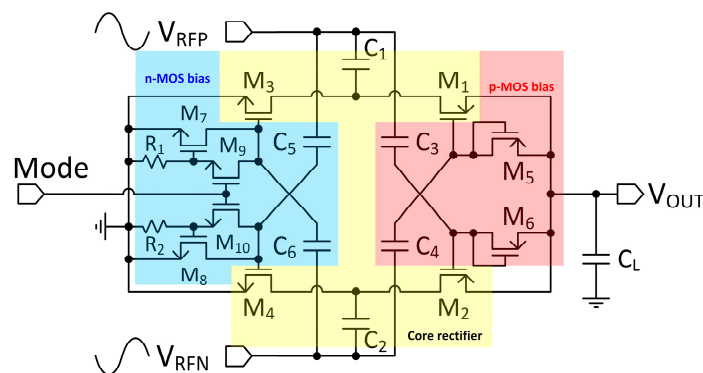 V_RFP
C_1
n-MOS bias
M_3
M_1
p-MOS bias
M_7
R_1
M_9
C_5
C_3
M_5
Mode
V_OUT
R_2
M_10
C_6
C_4
M_6
M_8
C_L
M_4
M_2
C_2
Core rectifier
V_RFN